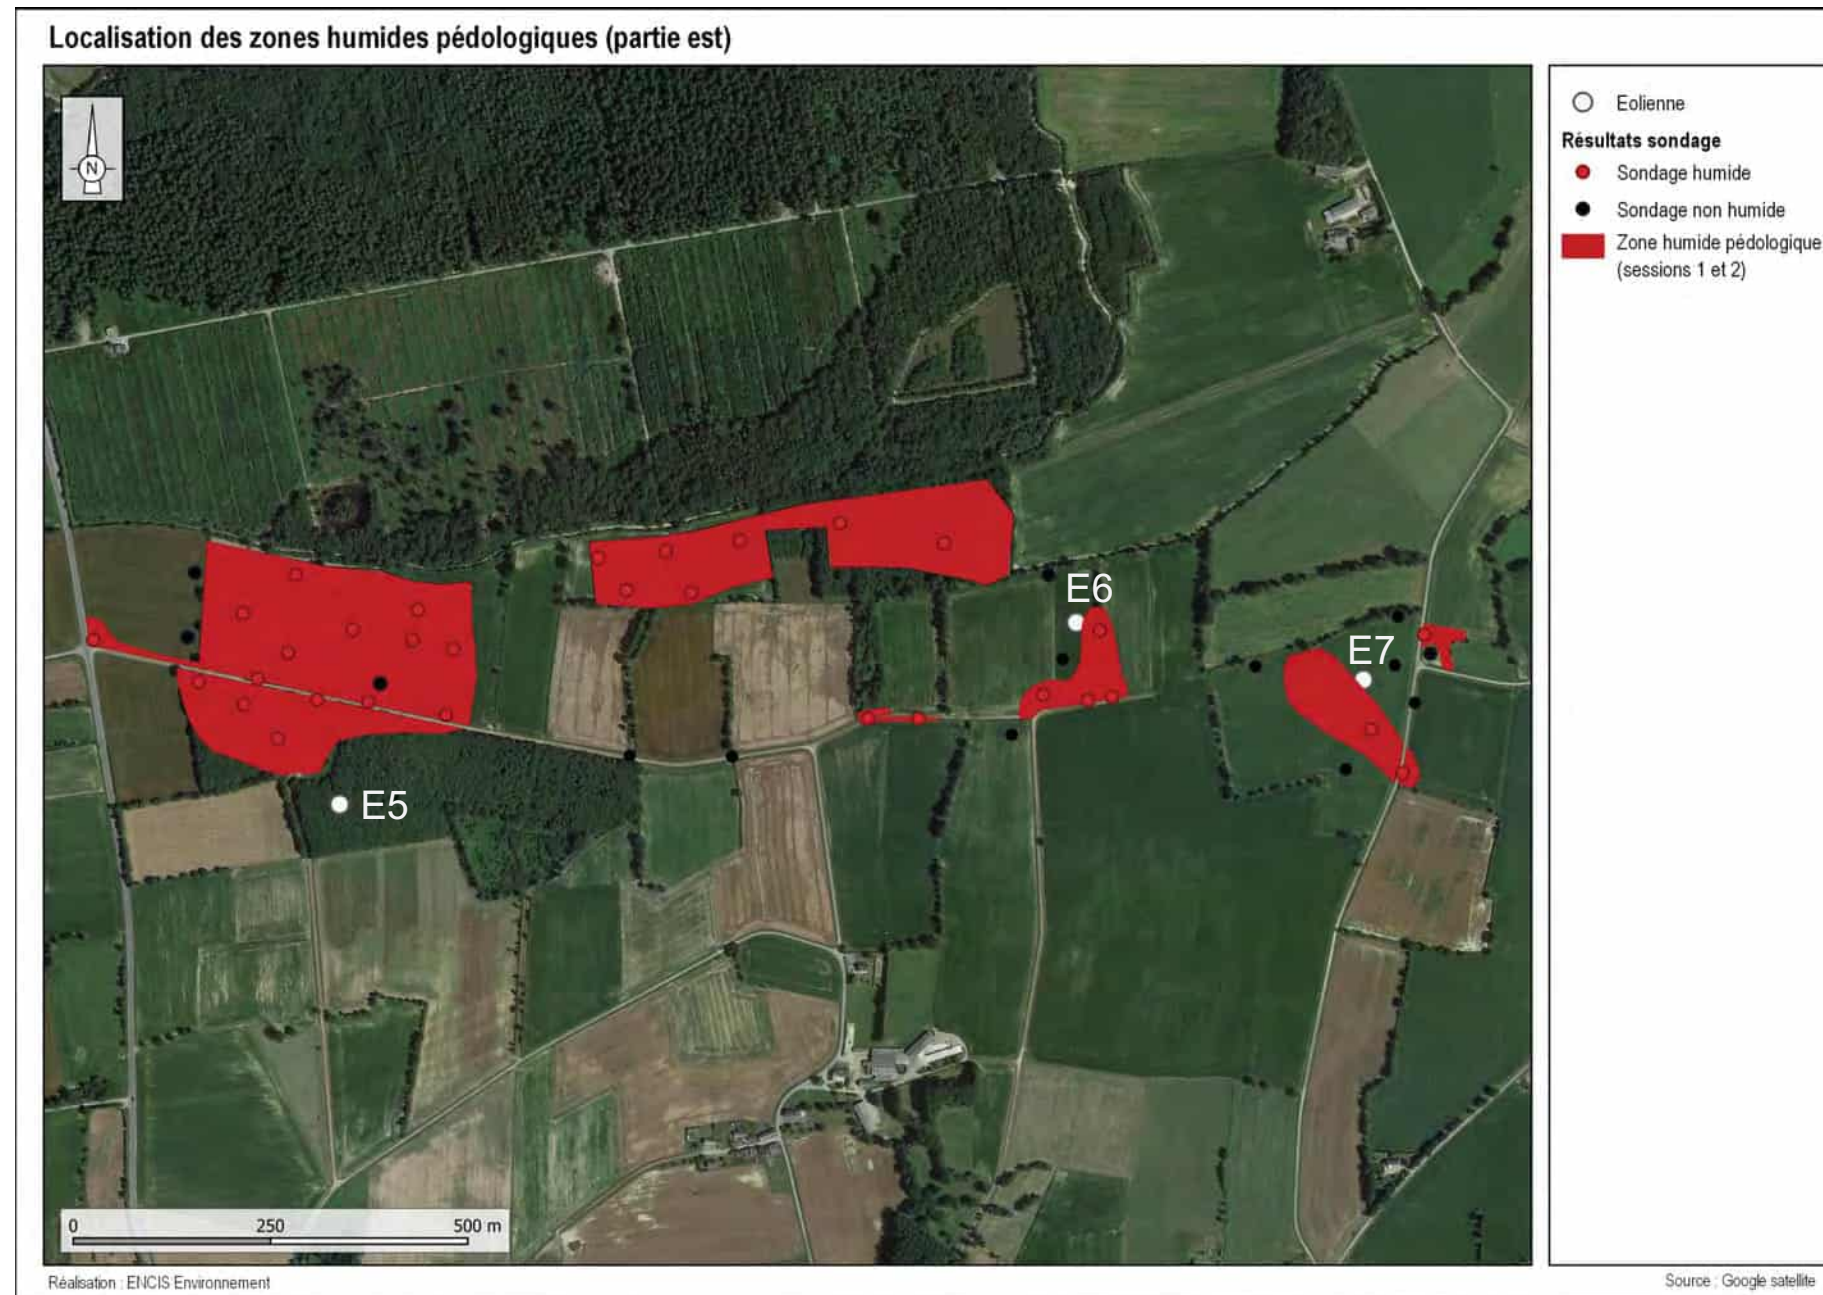 Localisation des zones humides pédologiques (partie est)
N
Eolienne
Résultats sondage
Sondage humide
Sondage non humide
Zone humide pédologique
(sessions 1 et 2)
E6
E7
E5
0 250 500 m
Réalisation : ENCIS Environnement
Source : Google satellite